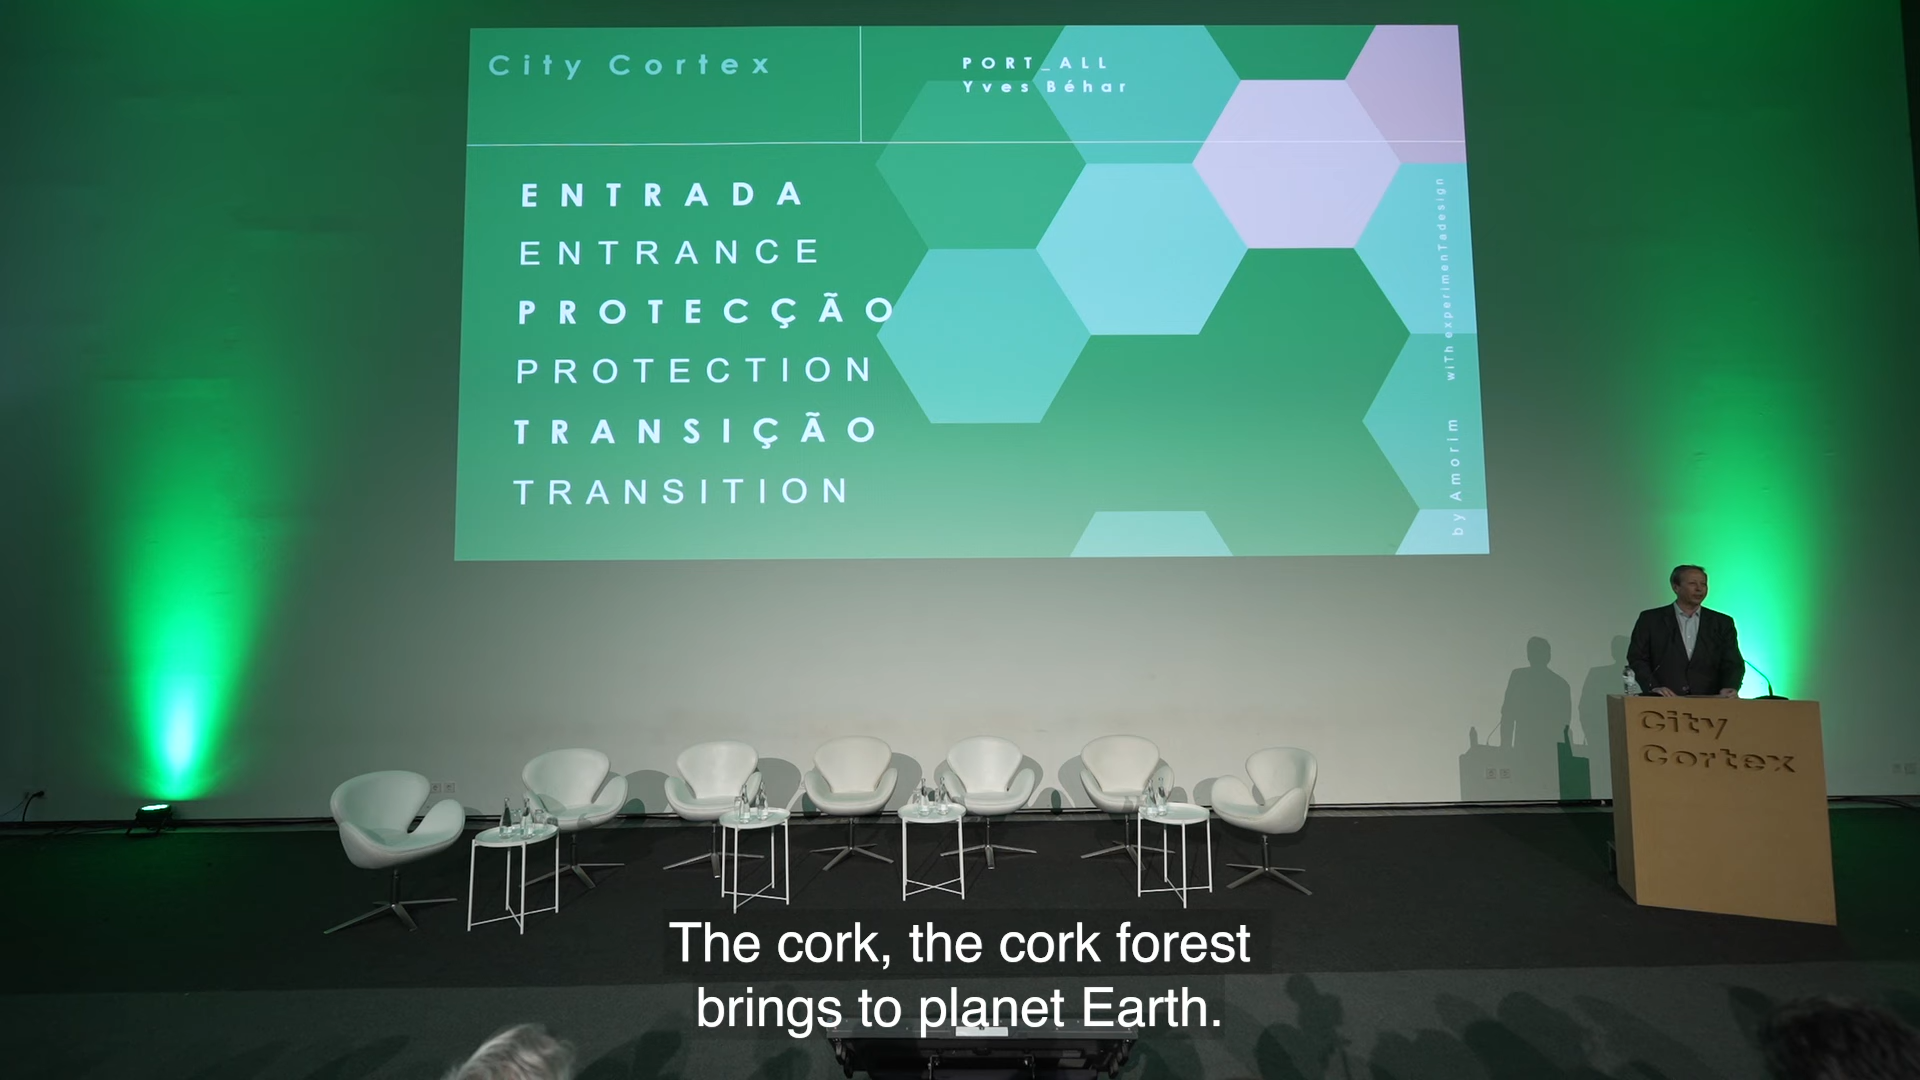 City Cortex
PORT_ALL
Yves Béhar
ENTRADA
ENTRANCE
PROTECÇÃO
PROTECTION
TRANSIÇÃO
TRANSITION
by Amorim wiTh experimenTadesign
City
Cortex
The cork, the cork forest
brings to planet Earth.